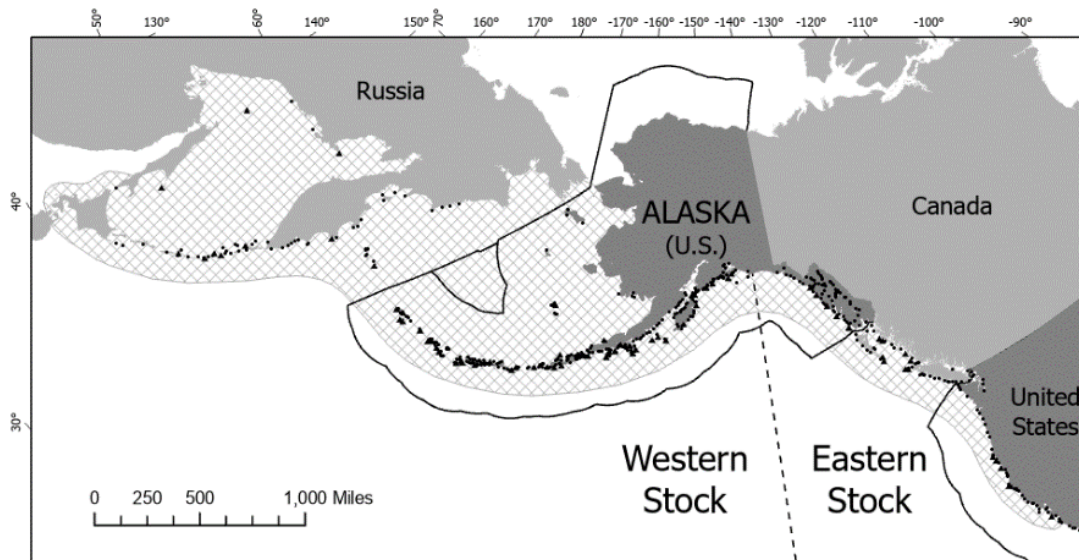 50° 130° 60° 140° 150° 70° 160° 170° -170° -160° -150° -140° -130° -120° -110° -100° -90°
Russia
40°
ALASKA
(U.S.)
Canada
30°
United
States
Western
Stock
Eastern
Stock
0 250 500 1,000 Miles